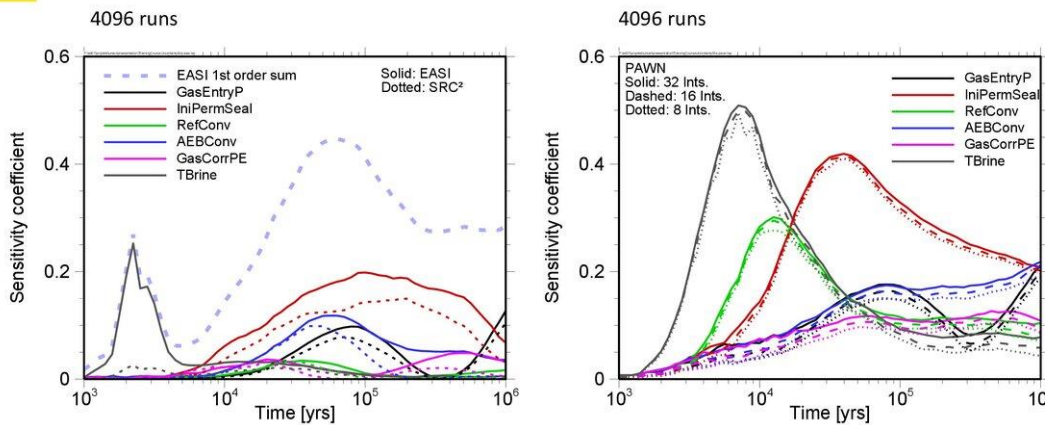 4096 runs
0.6
0.4
0.2
0
Sensitivity coefficient
EASI 1st order sum
GasEntryP
IniPermSeal
RefConv
AEBConv
GasCorrPE
TBrine
Solid: EASI
Dotted: SRC²
10³
10⁴
10⁵
10⁶
Time [yrs]
4096 runs
0.6
0.4
0.2
0
Sensitivity coefficient
PAWN
Solid: 32 Ints.
Dashed: 16 Ints.
Dotted: 8 Ints.
GasEntryP
IniPermSeal
RefConv
AEBConv
GasCorrPE
TBrine
10³
10⁴
10⁵
10
Time [yrs]